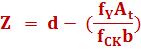 Z = d - (f_Y A_t / f_CK b)